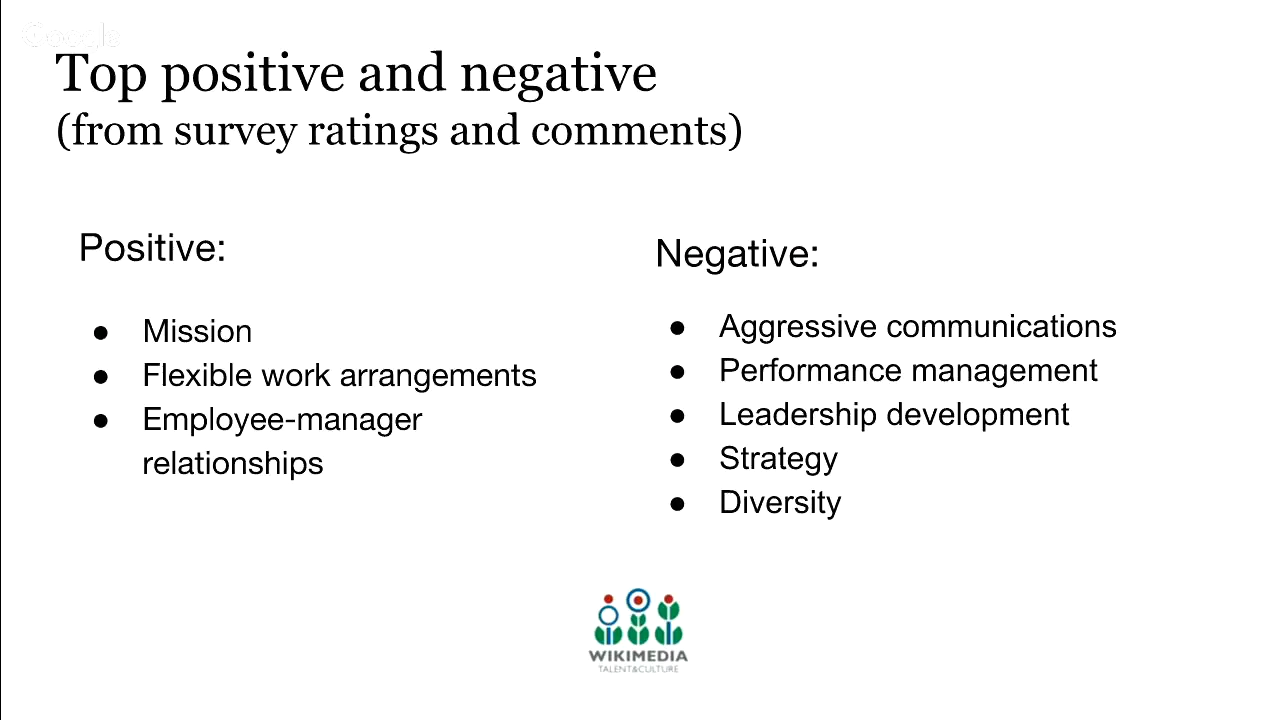 Google
Top positive and negative
(from survey ratings and comments)
Positive:
● Mission
● Flexible work arrangements
● Employee-manager
relationships
Negative:
● Aggressive communications
● Performance management
● Leadership development
● Strategy
● Diversity
WIKIMEDIA
TALENT&CULTURE